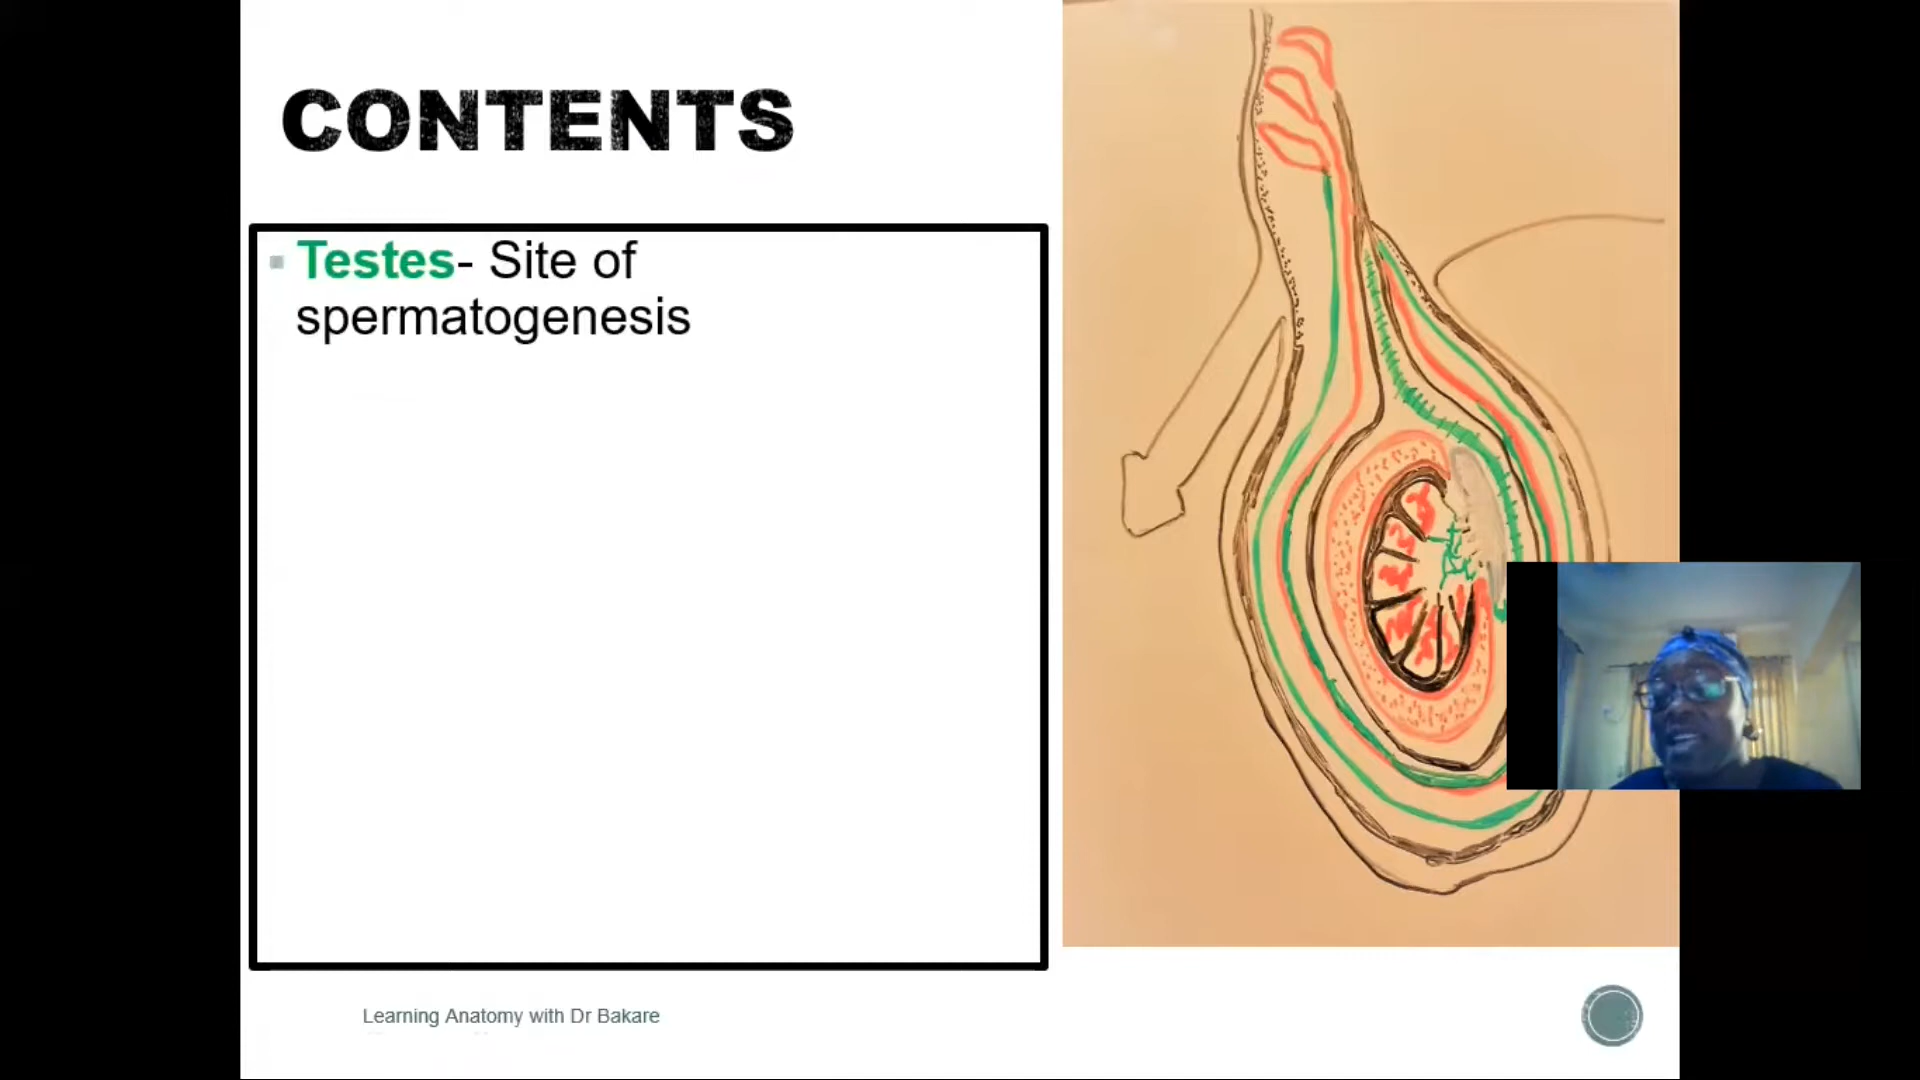 CONTENTS
Testes- Site of
spermatogenesis
Learning Anatomy with Dr Bakare